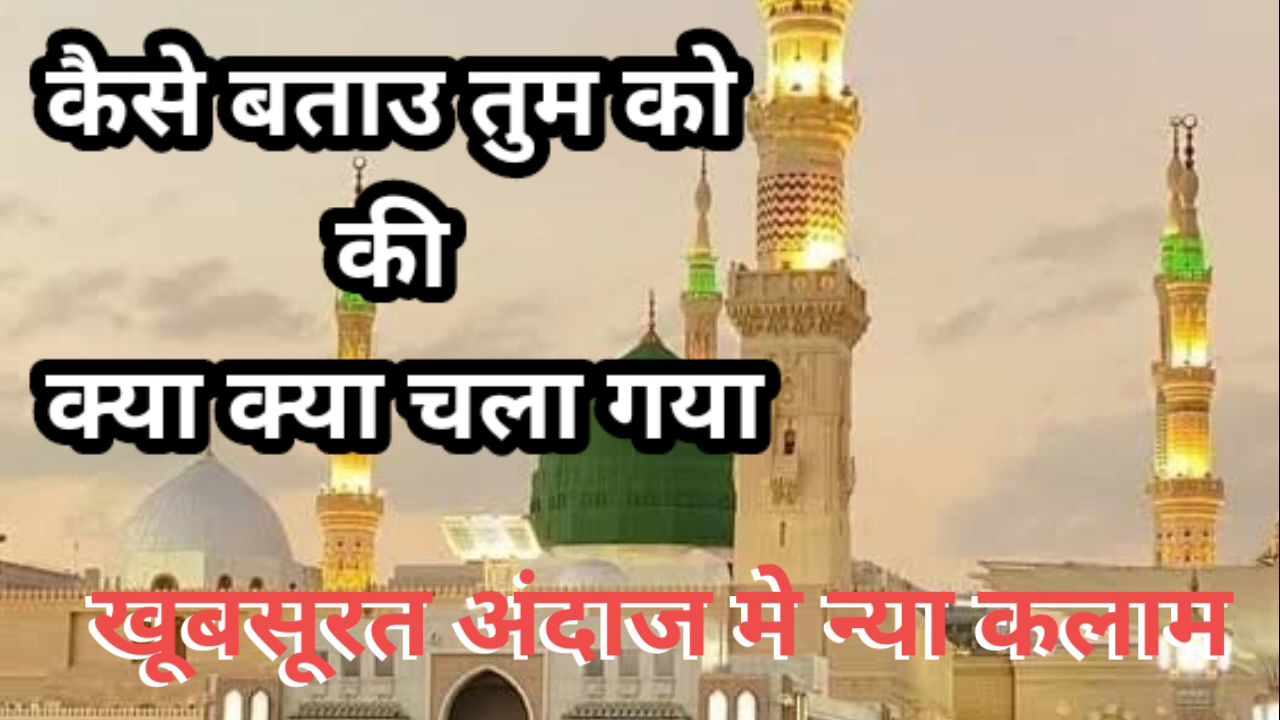 कैसे बताउ तुम को
की
क्या क्या चला गया
खूबसूरत अंदाज मे न्या कलाम